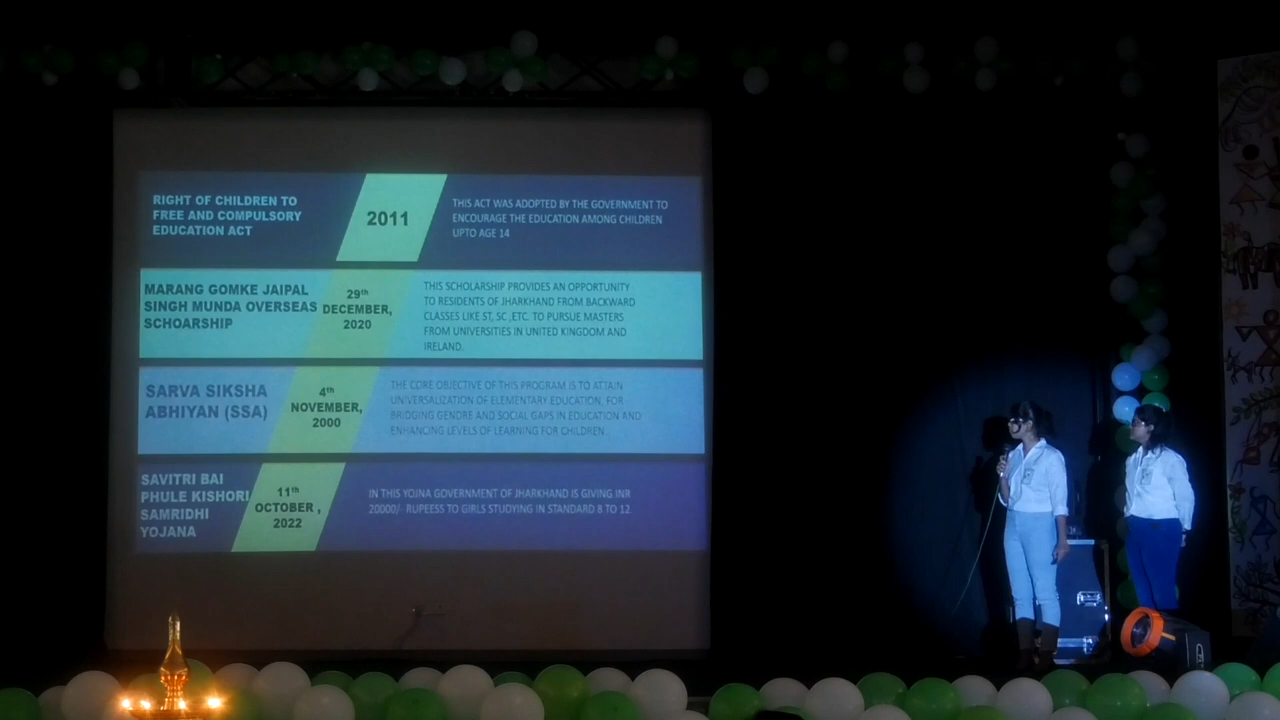 RIGHT OF CHILDREN TO
FREE AND COMPULSORY
EDUCATION ACT
2011
THIS ACT WAS ADOPTED BY THE GOVERNMENT TO
ENCOURAGE THE EDUCATION AMONG CHILDREN
UPTO AGE 14
MARANG GOMKE JAIPAL
SINGH MUNDA OVERSEAS
SCHOARSHIP
29th
DECEMBER,
2020
THIS SCHOLARSHIP PROVIDES AN OPPORTUNITY
TO RESIDENTS OF JHARKHAND FROM BACKWARD
CLASSES LIKE ST, SC ,ETC. TO PURSUE MASTERS
FROM UNIVERSITIES IN UNITED KINGDOM AND
IRELAND.
SARVA SIKSHA
ABHIYAN (SSA)
4th
NOVEMBER,
2000
THE CORE OBJECTIVE OF THIS PROGRAM IS TO ATTAIN
UNIVERSALIZATION OF ELEMENTARY EDUCATION, FOR
BRIDGING GENDRE AND SOCIAL GAPS IN EDUCATION AND
ENHANCING LEVELS OF LEARNING FOR CHILDREN.
SAVITRI BAI
PHULE KISHORI
SAMRIDHI
YOJANA
11th
OCTOBER ,
2022
IN THIS YOJNA GOVERNMENT OF JHARKHAND IS GIVING INR
20000/- RUPEESS TO GIRLS STUDYING IN STANDARD 8 TO 12